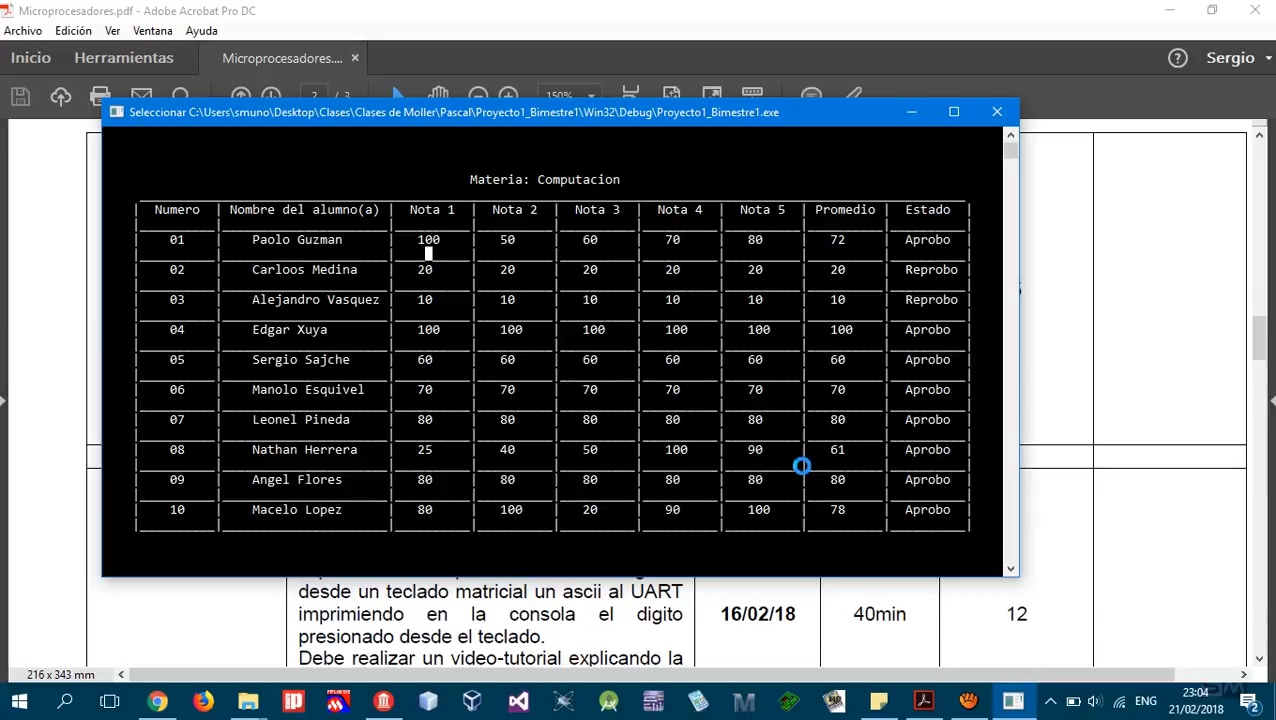 Microprocesadores.pdf - Adobe Acrobat Pro DC
Archivo Edición Ver Ventana Ayuda
Inicio Herramientas Microprocesadores.... × Sergio
2 / 3 150%
Seleccionar C:\Users\smuno\Desktop\Clases\Clases de Moller\Pascal\Proyecto1_Bimestre1\Win32\Debug\Proyecto1_Bimestre1.exe
Materia: Computacion
Numero Nombre del alumno(a) Nota 1 Nota 2 Nota 3 Nota 4 Nota 5 Promedio Estado
01 Paolo Guzman 100 50 60 70 80 72 Aprobo
02 Carloos Medina 20 20 20 20 20 20 Reprobo
03 Alejandro Vasquez 10 10 10 10 10 10 Reprobo
04 Edgar Xuya 100 100 100 100 100 100 Aprobo
05 Sergio Sajche 60 60 60 60 60 60 Aprobo
06 Manolo Esquivel 70 70 70 70 70 70 Aprobo
07 Leonel Pineda 80 80 80 80 80 80 Aprobo
08 Nathan Herrera 25 40 50 100 90 61 Aprobo
09 Angel Flores 80 80 80 80 80 80 Aprobo
10 Macelo Lopez 80 100 20 90 100 78 Aprobo
desde un teclado matricial un ascii al UART
imprimiendo en la consola el digito 16/02/18 40min 12
presionado desde el teclado.
Debe realizar un video-tutorial explicando la
216 x 343 mm
ENG 23:04
21/02/2018 2